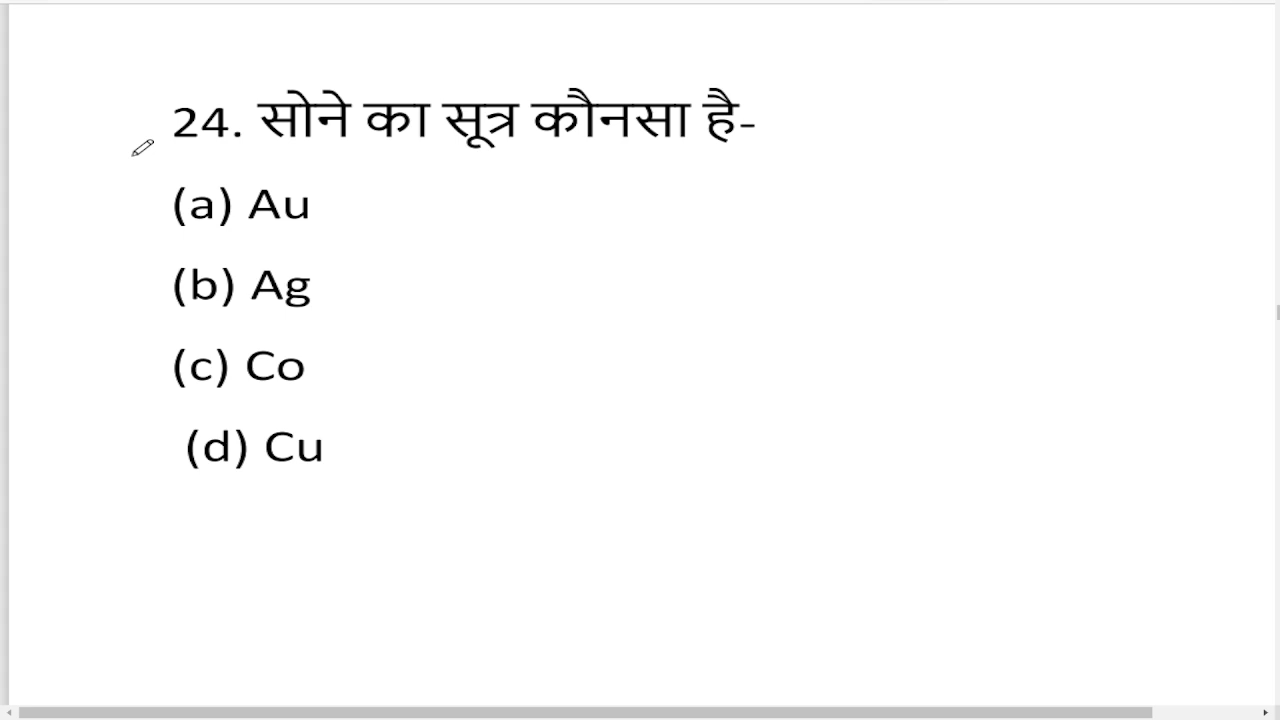 24. सोने का सूत्र कौनसा है-
(a) Au
(b) Ag
(c) Co
(d) Cu